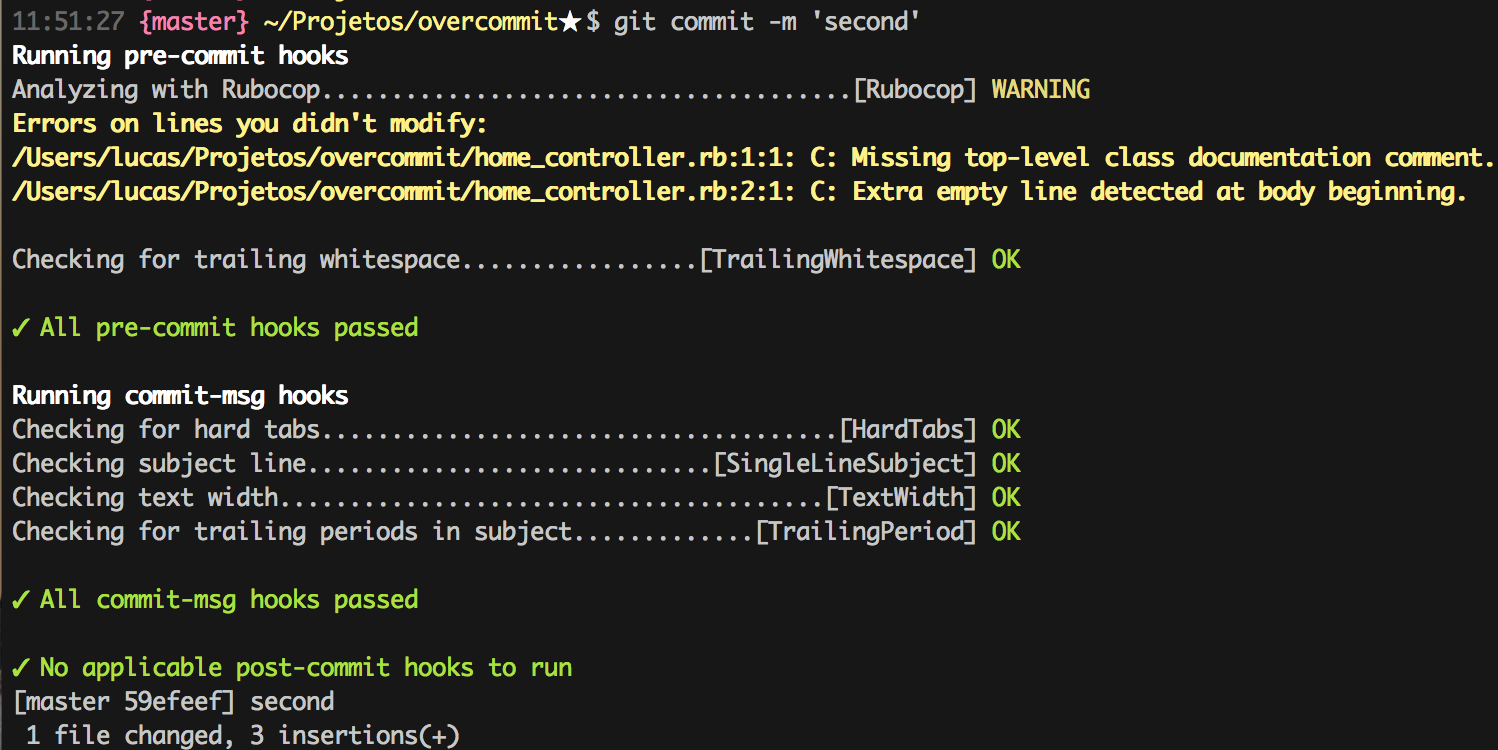 11:51:27 {master} ~/Projetos/overcommit★$ git commit -m 'second'
Running pre-commit hooks
Analyzing with Rubocop......................................[Rubocop] WARNING
Errors on lines you didn't modify:
/Users/lucas/Projetos/overcommit/home_controller.rb:1:1: C: Missing top-level class documentation comment.
/Users/lucas/Projetos/overcommit/home_controller.rb:2:1: C: Extra empty line detected at body beginning.
Checking for trailing whitespace.................[TrailingWhitespace] OK
✓ All pre-commit hooks passed
Running commit-msg hooks
Checking for hard tabs.....................................[HardTabs] OK
Checking subject line.............................[SingleLineSubject] OK
Checking text width.......................................[TextWidth] OK
Checking for trailing periods in subject.............[TrailingPeriod] OK
✓ All commit-msg hooks passed
✓ No applicable post-commit hooks to run
[master 59efeef] second
 1 file changed, 3 insertions(+)